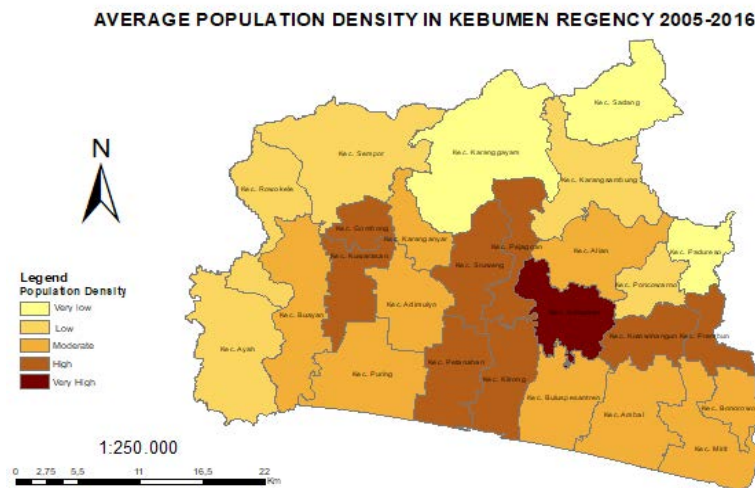 AVERAGE POPULATION DENSITY IN KEBUMEN REGENCY 2005-2016
N
Kec. Sadang
Kec. Sempor
Kec. Karanggayam
Kec. Rowokele
Kec. Karangsambung
Kec. Gombong
Kec. Karanganyar
Kec. Pejagoan
Kec. Alian
Kec. Padureso
Kec. Kuwarasan
Kec. Sruweng
Kec. Poncowarno
Kec. Adimulyo
Kec. Buayan
Kec. Kutowinangun
Kec. Prembun
Kec. Ayah
Kec. Petanahan
Kec. Puring
Kec. Klirong
Kec. Buluspesantren
Kec. Ambal
Kec. Bonorowo
Kec. Mirit
Legend
Population Density
Very low
Low
Moderate
High
Very High
1:250.000
0 2,75 5,5 11 16,5 22
Km